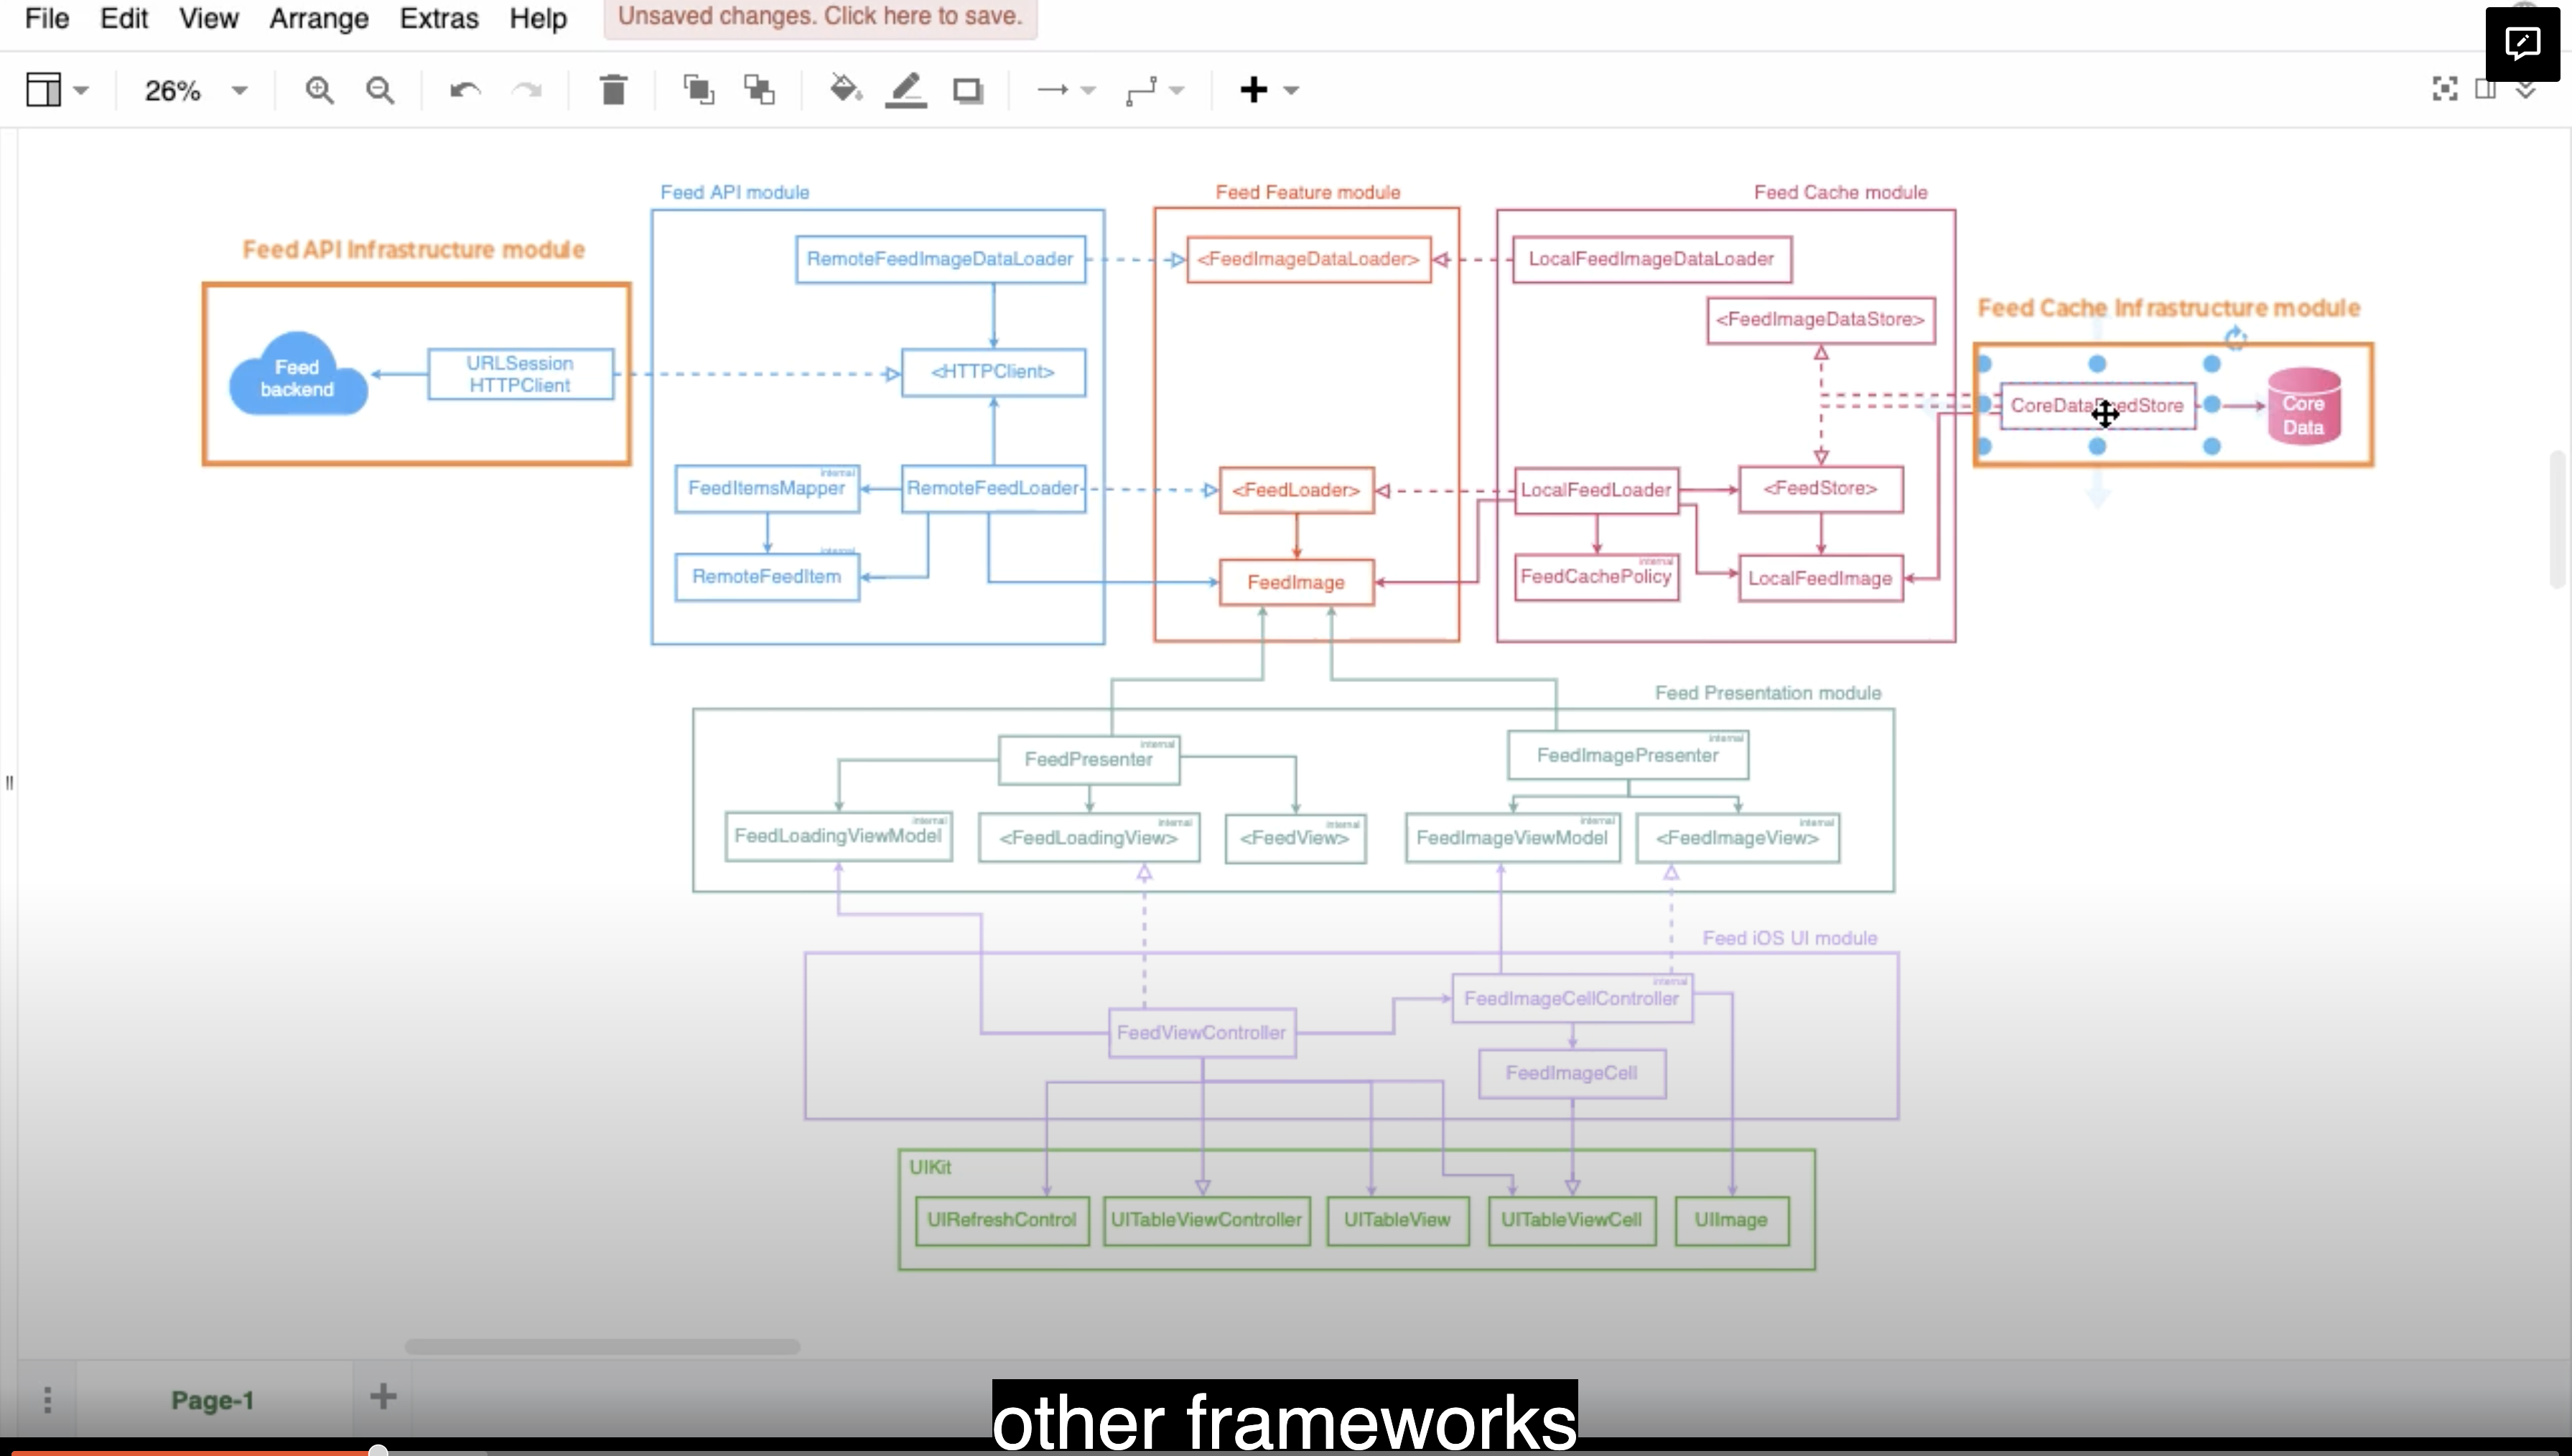 File Edit View Arrange Extras Help
Unsaved changes. Click here to save.
26%
Feed API module
Feed Feature module
Feed Cache module
Feed API Infrastructure module
RemoteFeedImageDataLoader
<FeedImageDataLoader>
LocalFeedImageDataLoader
Feed Cache Infrastructure module
<FeedImageDataStore>
Feed
backend
URLSession
HTTPClient
<HTTPClient>
CoreDataFeedStore
Core
Data
internal
FeedItemsMapper
RemoteFeedLoader
<FeedLoader>
LocalFeedLoader
<FeedStore>
internal
RemoteFeedItem
FeedImage
internal
FeedCachePolicy
LocalFeedImage
Feed Presentation module
internal
FeedPresenter
internal
FeedImagePresenter
internal
FeedLoadingViewModel
internal
<FeedLoadingView>
internal
<FeedView>
internal
FeedImageViewModel
internal
<FeedImageView>
Feed iOS UI module
internal
FeedImageCellController
FeedViewController
FeedImageCell
UIKit
UIRefreshControl
UITableViewController
UITableView
UITableViewCell
UIImage
Page-1
other frameworks